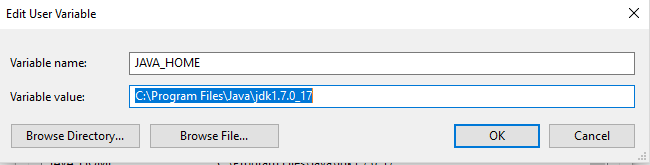 Edit User Variable
Variable name: JAVA_HOME
Variable value: C:\Program Files\Java\jdk1.7.0_17
Browse Directory... Browse File... OK Cancel